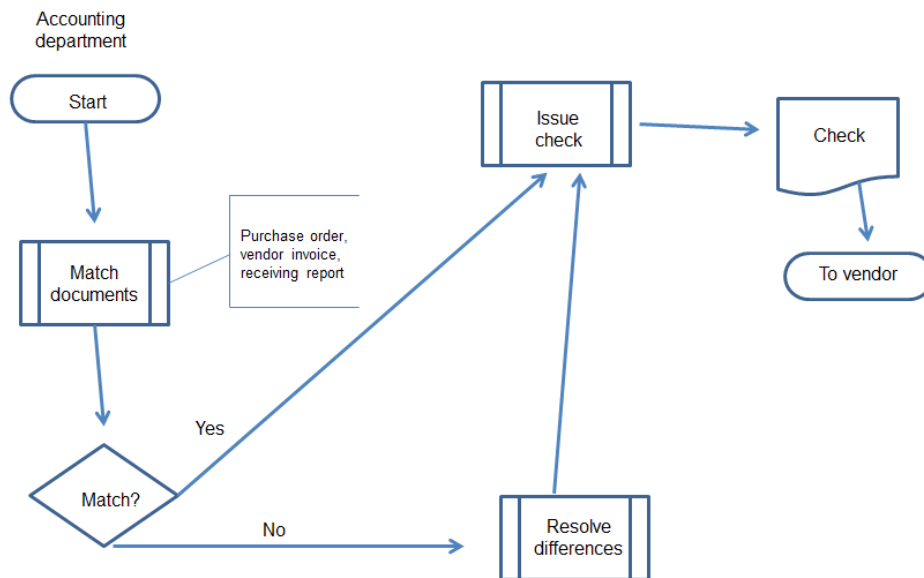 Accounting
department
Start
Match
documents
Purchase order,
vendor invoice,
receiving report
Match?
Yes
No
Resolve
differences
Issue
check
Check
To vendor